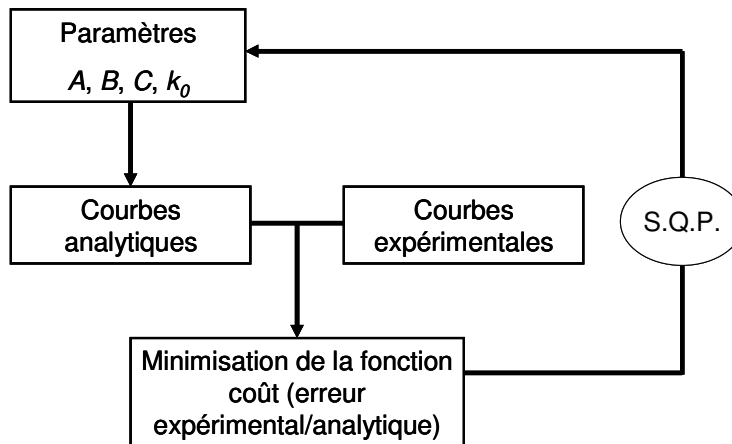 Paramètres
A, B, C, k0
Courbes
analytiques
Courbes
expérimentales
S.Q.P.
Minimisation de la fonction
coût (erreur
expérimental/analytique)